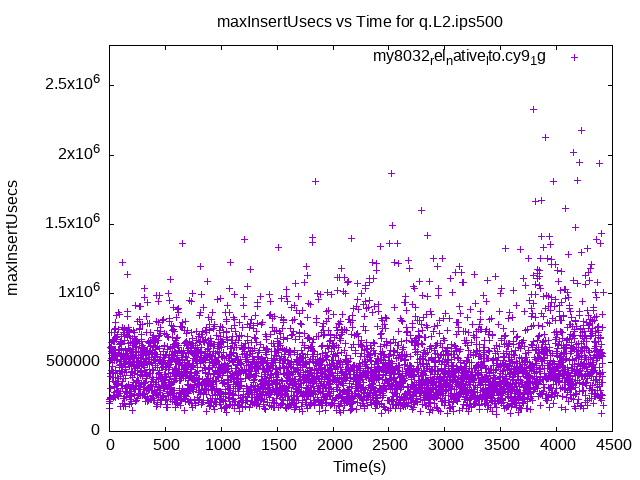 maxInsertUsecs vs Time for q.L2.ips500
my8032relnativelto.cy91g
2.5x10^6
2x10^6
1.5x10^6
1x10^6
500000
0
maxInsertUsecs
0 500 1000 1500 2000 2500 3000 3500 4000 4500
Time(s)